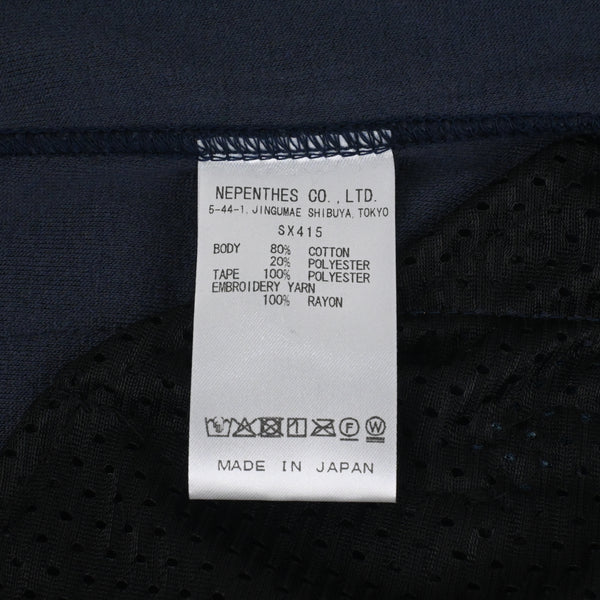 NEPENTHES CO., LTD.
5-44-1, JINGUMAE SHIBUYA, TOKYO
SX415
BODY 80% COTTON
20% POLYESTER
TAPE 100% POLYESTER
EMBROIDERY YARN
100% RAYON
MADE IN JAPAN